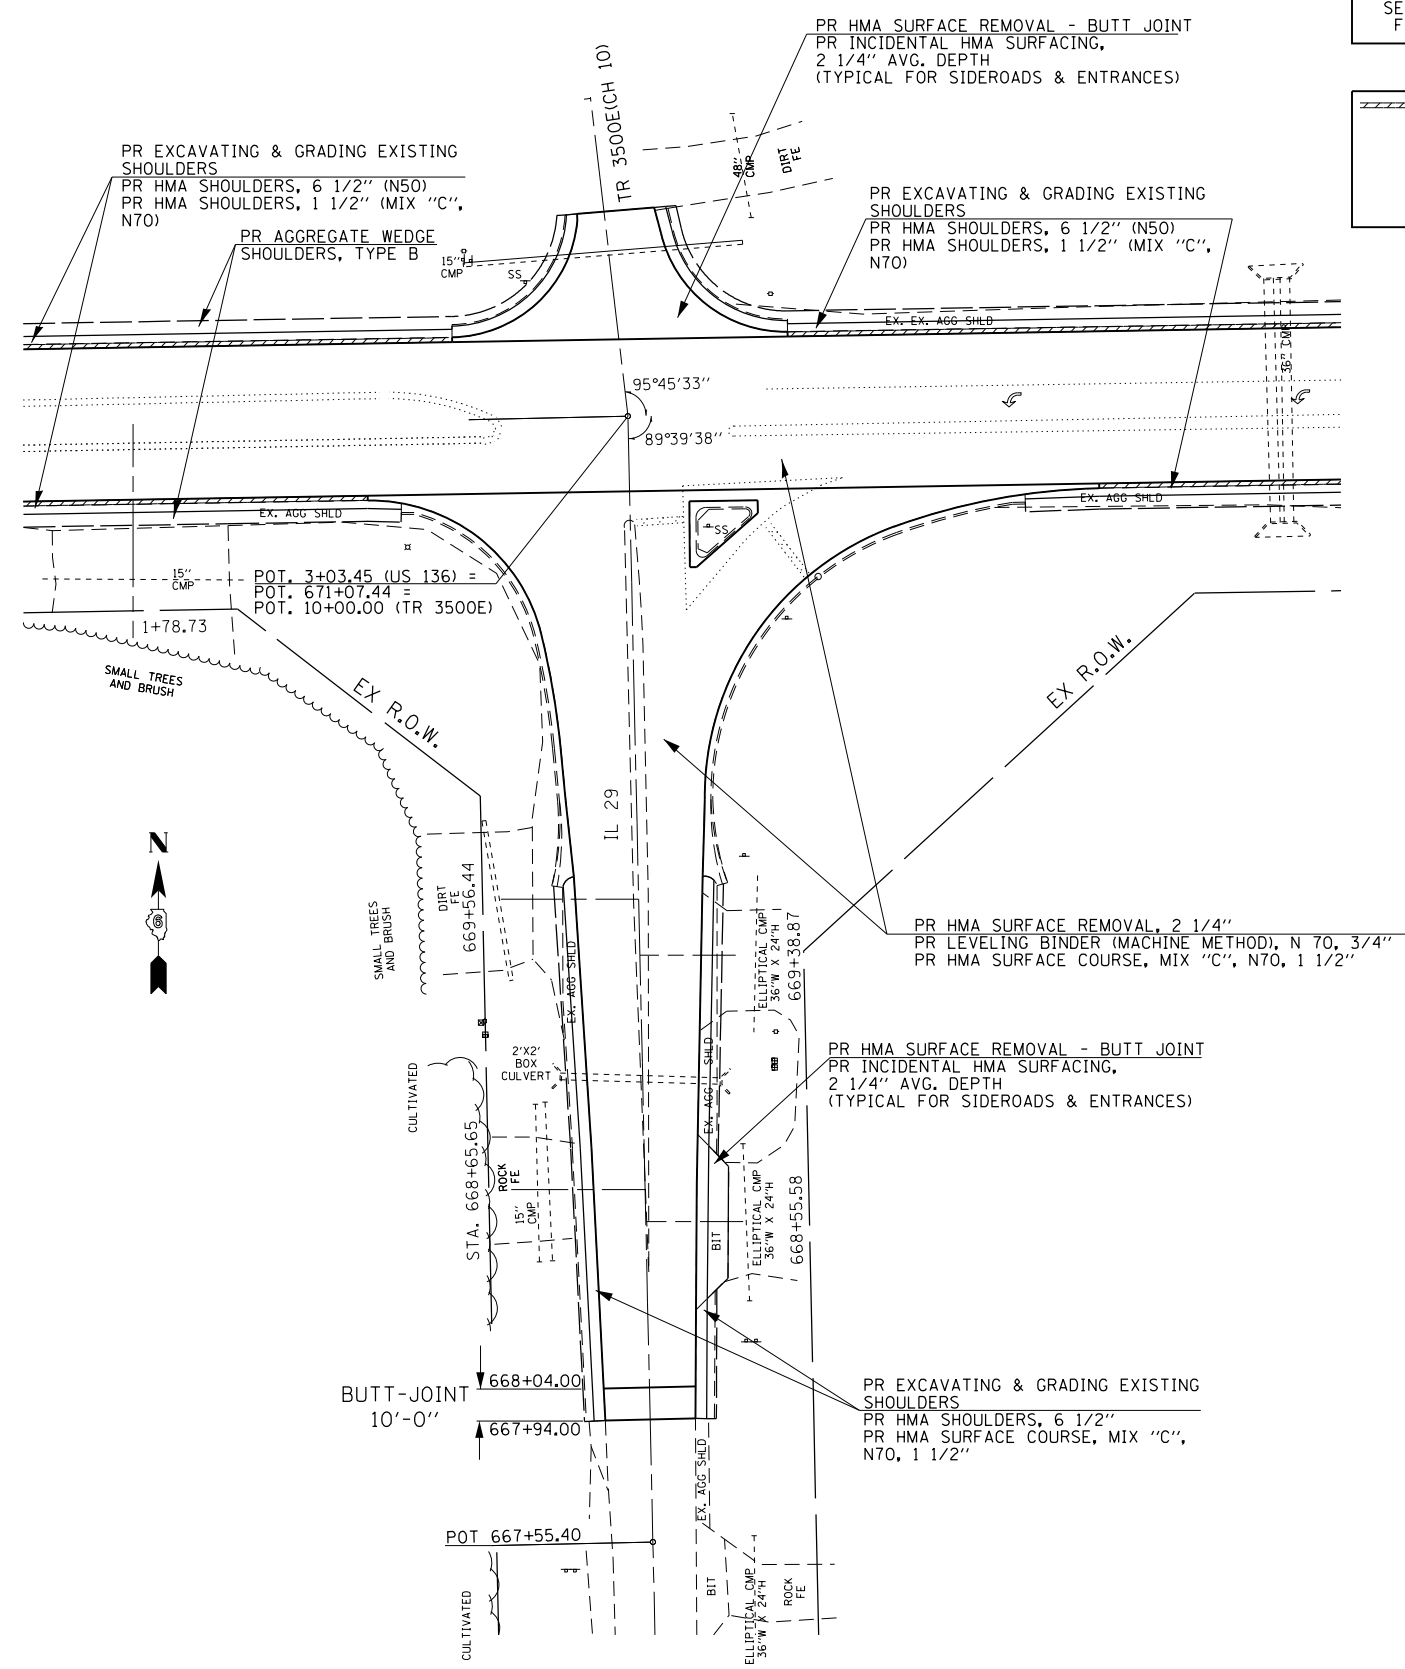 SE
F
PR HMA SURFACE REMOVAL - BUTT JOINT
PR INCIDENTAL HMA SURFACING,
2 1/4" AVG. DEPTH
(TYPICAL FOR SIDEROADS & ENTRANCES)
TR 3500E(CH 10)
48"
CMP
DIRT
FE
PR EXCAVATING & GRADING EXISTING
SHOULDERS
PR HMA SHOULDERS, 6 1/2" (N50)
PR HMA SHOULDERS, 1 1/2" (MIX "C",
N70)
PR AGGREGATE WEDGE
SHOULDERS, TYPE B
15"
CMP
SS
PR EXCAVATING & GRADING EXISTING
SHOULDERS
PR HMA SHOULDERS, 6 1/2" (N50)
PR HMA SHOULDERS, 1 1/2" (MIX "C",
N70)
EX. EX. AGG SHLD
36" CMP
95°45'33"
89°39'38"
EX. AGG SHLD
EX. AGG SHLD
SS
15"
CMP
POT. 3+03.45 (US 136) =
POT. 671+07.44 =
POT. 10+00.00 (TR 3500E)
1+78.73
SMALL TREES
AND BRUSH
EX R.O.W.
EX R.O.W.
IL 29
N
6
DIRT
FE
669+56.44
SMALL TREES
AND BRUSH
EX. AGG SHLD
ELLIPTICAL CMP
36"W X 24"H
669+38.87
PR HMA SURFACE REMOVAL, 2 1/4"
PR LEVELING BINDER (MACHINE METHOD), N 70, 3/4"
PR HMA SURFACE COURSE, MIX "C", N70, 1 1/2"
2'X2'
BOX
CULVERT
EX. AGG SHLD
CULTIVATED
PR HMA SURFACE REMOVAL - BUTT JOINT
PR INCIDENTAL HMA SURFACING,
2 1/4" AVG. DEPTH
(TYPICAL FOR SIDEROADS & ENTRANCES)
STA. 668+65.65
ROCK
FE
15"
CMP
BIT
ELLIPTICAL CMP
36"W X 24"H
668+55.58
BUTT-JOINT
10'-0"
668+04.00
667+94.00
PR EXCAVATING & GRADING EXISTING
SHOULDERS
PR HMA SHOULDERS, 6 1/2"
PR HMA SURFACE COURSE, MIX "C",
N70, 1 1/2"
EX. AGG SHLD
POT 667+55.40
CULTIVATED
BIT
ELLIPTICAL CMP
36"W X 24"H
ROCK
FE